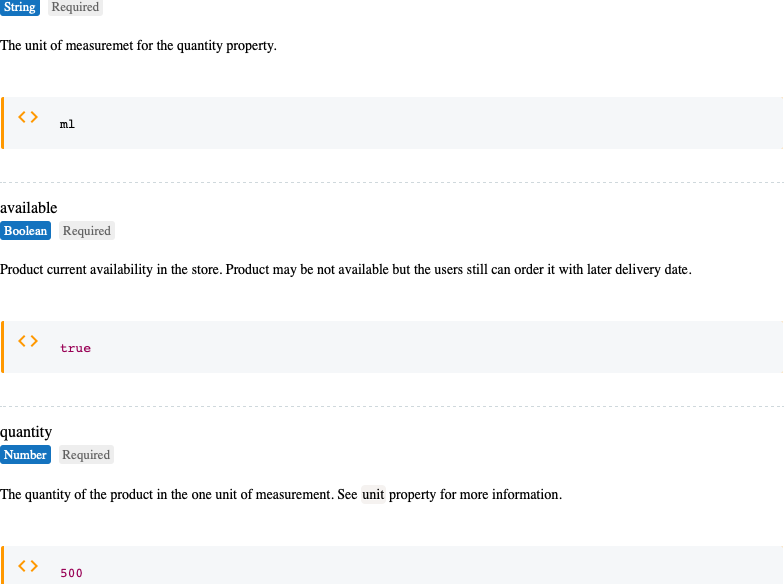 String Required
The unit of measuremet for the quantity property.
<> ml
available
Boolean Required
Product current availability in the store. Product may be not available but the users still can order it with later delivery date.
<> true
quantity
Number Required
The quantity of the product in the one unit of measurement. See unit property for more information.
<> 500